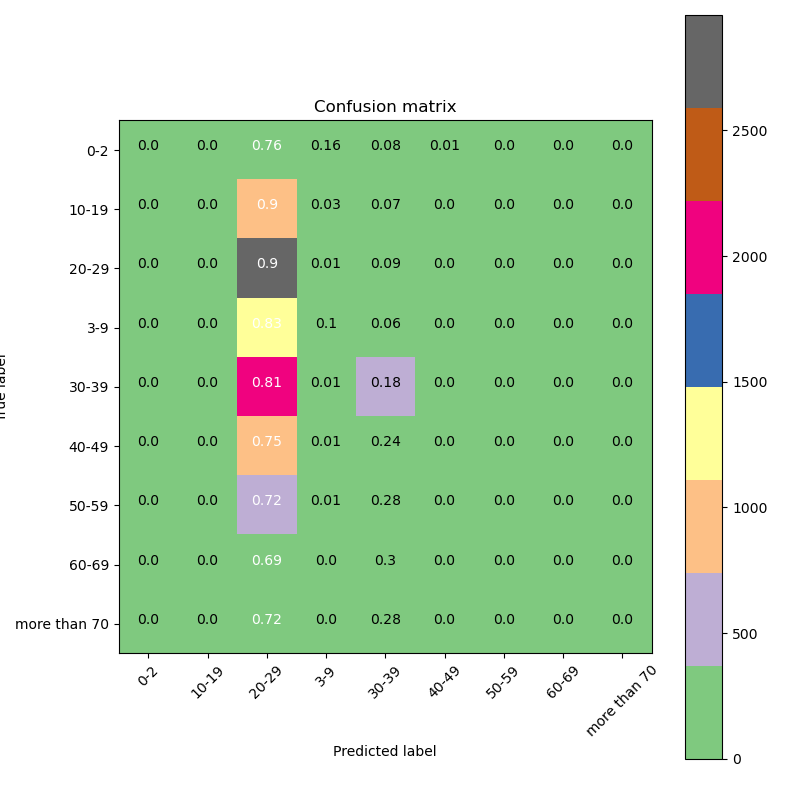 Confusion matrix
0-2 0.0 0.0 0.76 0.16 0.08 0.01 0.0 0.0 0.0
10-19 0.0 0.0 0.9 0.03 0.07 0.0 0.0 0.0 0.0
20-29 0.0 0.0 0.9 0.01 0.09 0.0 0.0 0.0 0.0
3-9 0.0 0.0 0.83 0.1 0.06 0.0 0.0 0.0 0.0
30-39 0.0 0.0 0.81 0.01 0.18 0.0 0.0 0.0 0.0
40-49 0.0 0.0 0.75 0.01 0.24 0.0 0.0 0.0 0.0
50-59 0.0 0.0 0.72 0.01 0.28 0.0 0.0 0.0 0.0
60-69 0.0 0.0 0.69 0.0 0.3 0.0 0.0 0.0 0.0
more than 70 0.0 0.0 0.72 0.0 0.28 0.0 0.0 0.0 0.0
0-2 10-19 20-29 3-9 30-39 40-49 50-59 60-69 more than 70
Predicted label
label
2500
2000
1500
1000
500
0